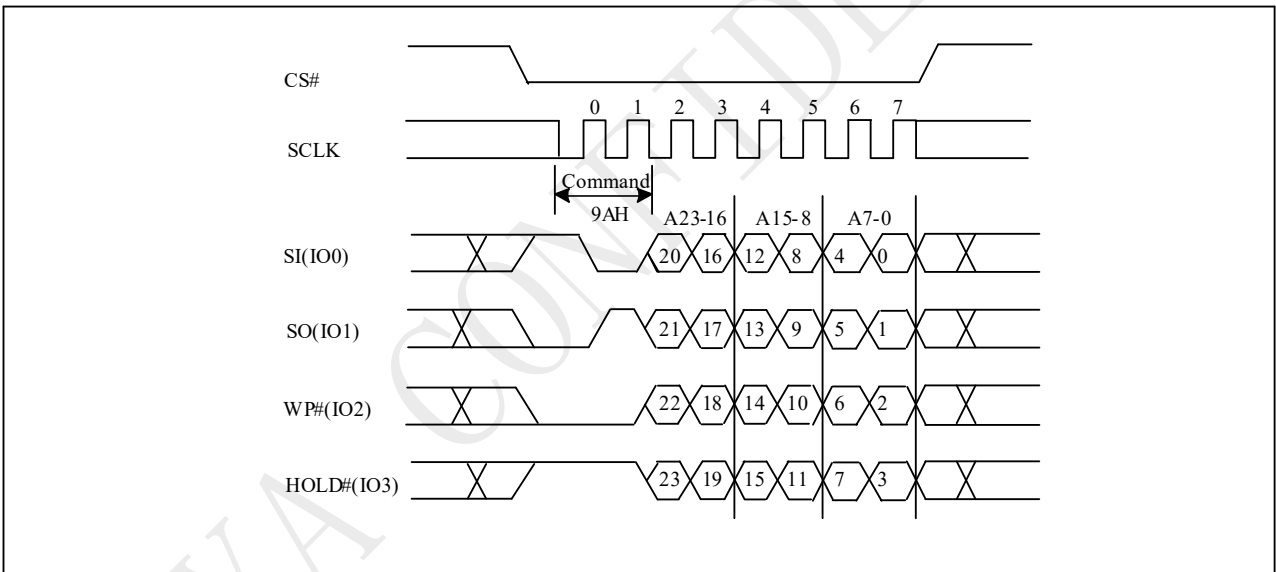 CS#
0 1 2 3 4 5 6 7
SCLK
Command
9AH
A23-16 A15-8 A7-0
SI(IO0) 20 16 12 8 4 0
SO(IO1) 21 17 13 9 5 1
WP#(IO2) 22 18 14 10 6 2
HOLD#(IO3) 23 19 15 11 7 3